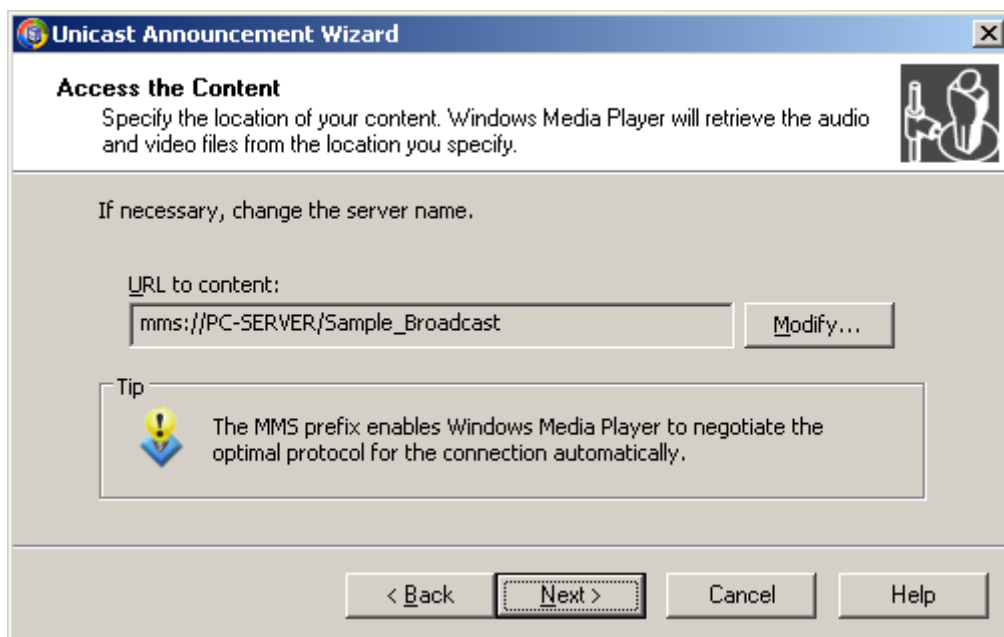 Unicast Announcement Wizard
Access the Content
Specify the location of your content. Windows Media Player will retrieve the audio
and video files from the location you specify.
If necessary, change the server name.
URL to content:
mms://PC-SERVER/Sample_Broadcast
Modify...
Tip
The MMS prefix enables Windows Media Player to negotiate the
optimal protocol for the connection automatically.
< Back Next > Cancel Help